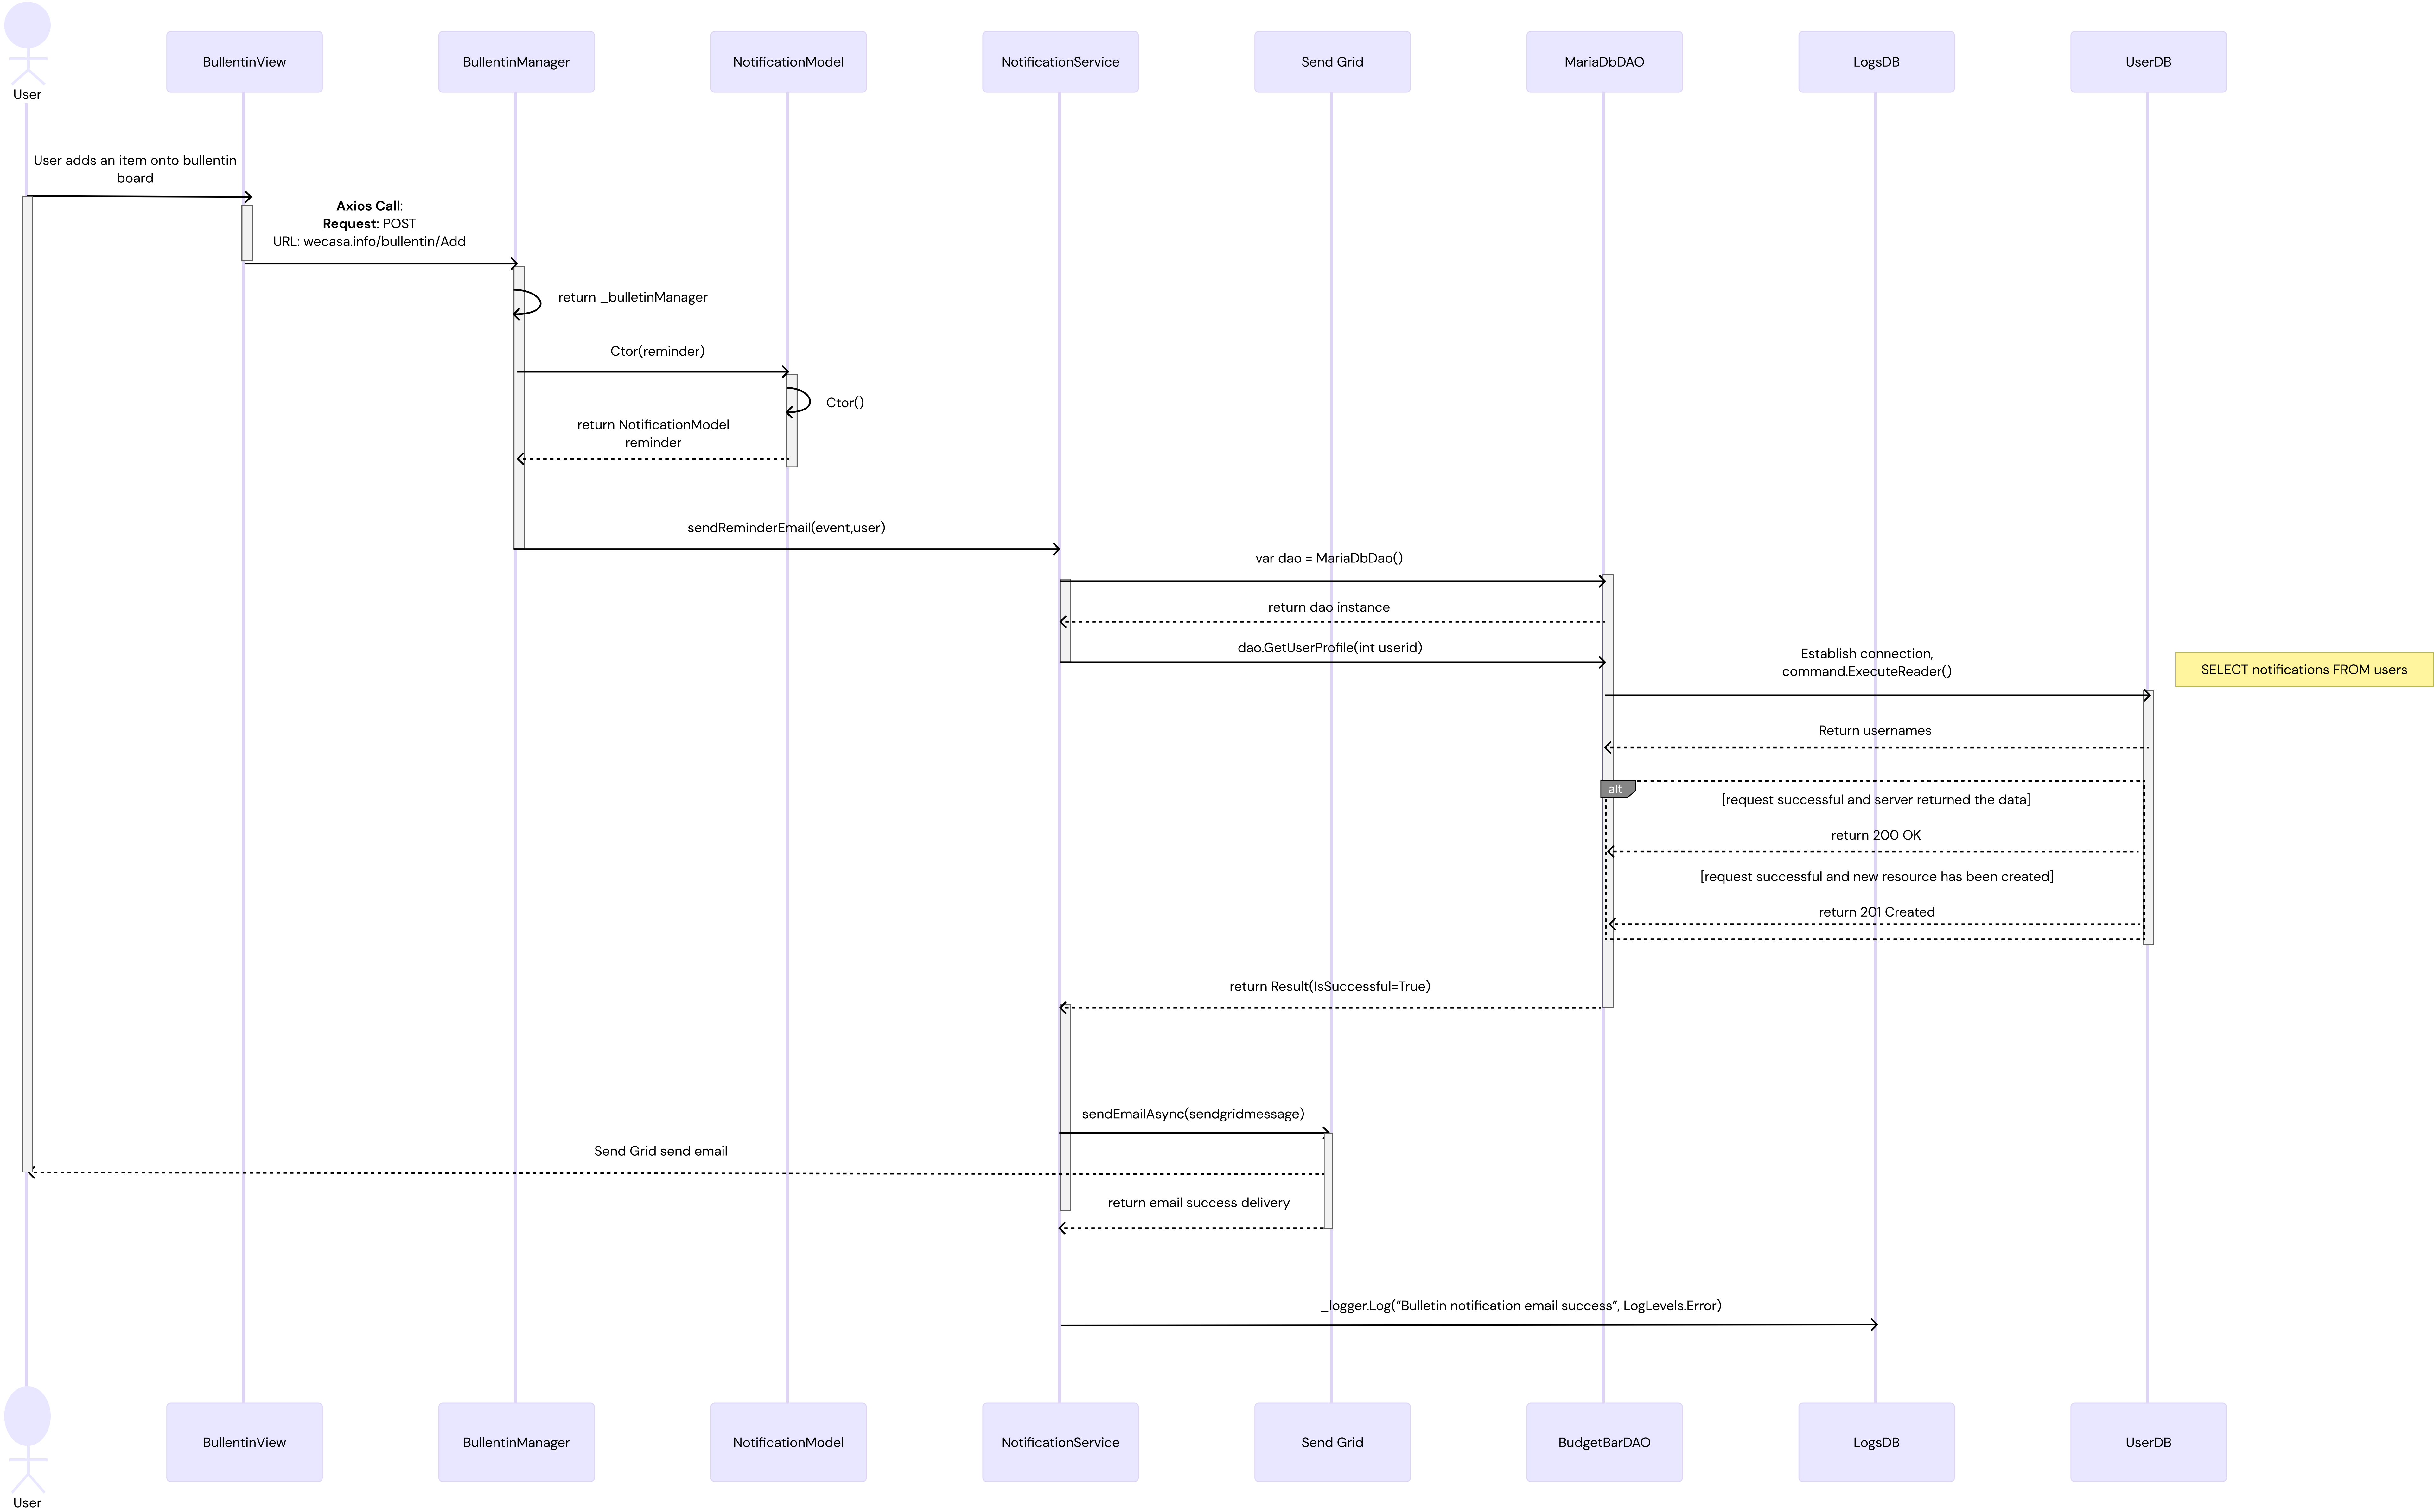 User
BullentinView
BullentinManager
NotificationModel
NotificationService
Send Grid
MariaDbDAO
LogsDB
UserDB
User adds an item onto bullentin
board
Axios Call:
Request: POST
URL: wecasa.info/bullentin/Add
return _bulletinManager
Ctor(reminder)
Ctor()
return NotificationModel
reminder
sendReminderEmail(event,user)
var dao = MariaDbDao()
return dao instance
dao.GetUserProfile(int userid)
Establish connection,
command.ExecuteReader()
SELECT notifications FROM users
Return usernames
alt
[request successful and server returned the data]
return 200 OK
[request successful and new resource has been created]
return 201 Created
return Result(IsSuccessful=True)
sendEmailAsync(sendgridmessage)
Send Grid send email
return email success delivery
_logger.Log(“Bulletin notification email success”, LogLevels.Error)
BullentinView
BullentinManager
NotificationModel
NotificationService
Send Grid
BudgetBarDAO
LogsDB
UserDB
User